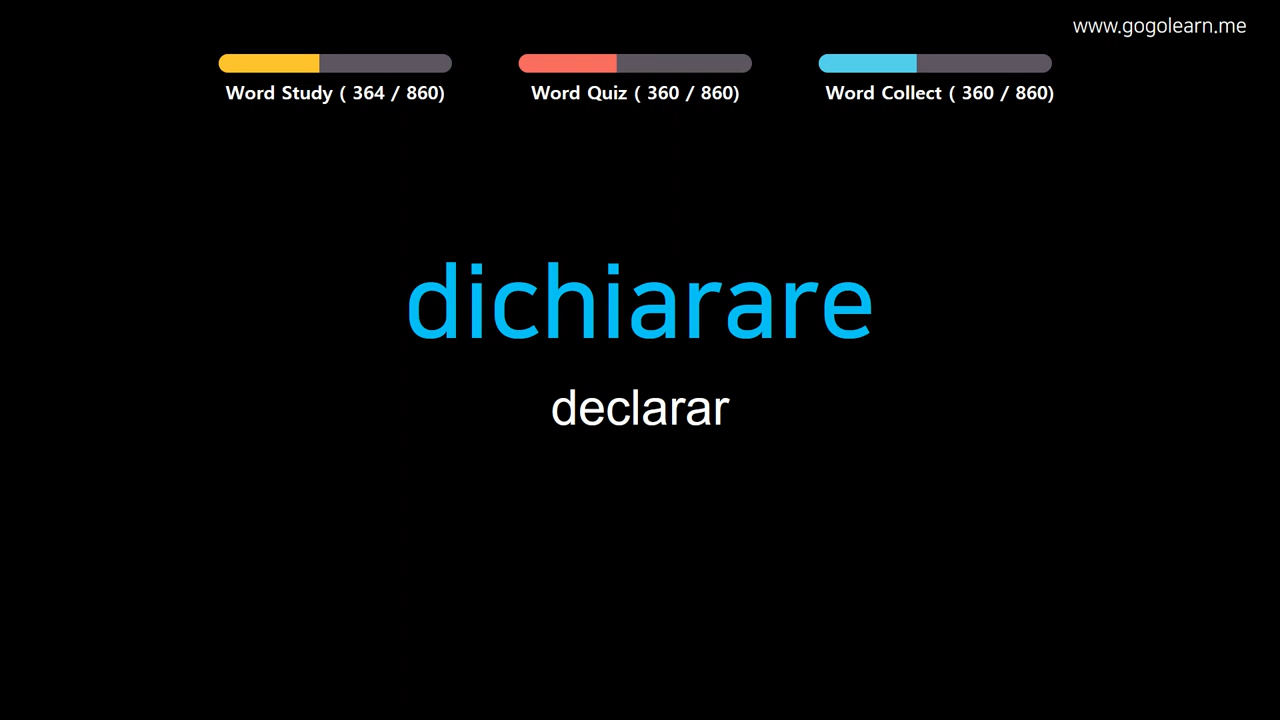 www.gogolearn.me
Word Study ( 364 / 860)
Word Quiz ( 360 / 860)
Word Collect ( 360 / 860)
dichiarare
declarar